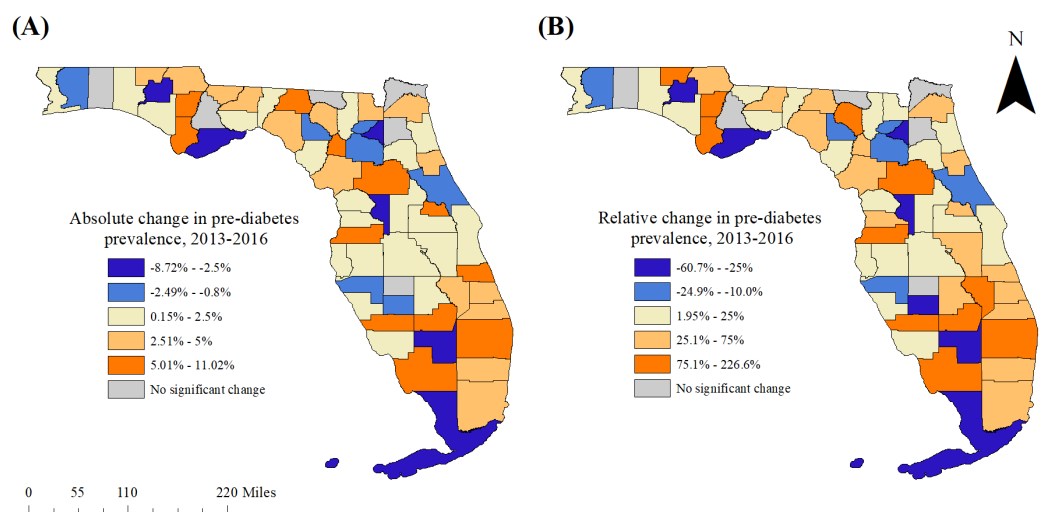 (A)
(B)
N
Absolute change in pre-diabetes
prevalence, 2013-2016
-8.72% - -2.5%
-2.49% - -0.8%
0.15% - 2.5%
2.51% - 5%
5.01% - 11.02%
No significant change
Relative change in pre-diabetes
prevalence, 2013-2016
-60.7% - -25%
-24.9% - -10.0%
1.95% - 25%
25.1% - 75%
75.1% - 226.6%
No significant change
0 55 110 220 Miles